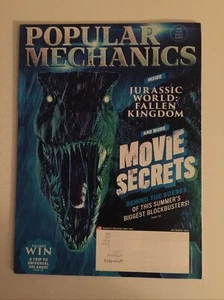 POPULAR
MECHANICS
INSIDE
JURASSIC
WORLD:
FALLEN
KINGDOM
AND MORE
MOVIE
SECRETS
BEHIND THE SCENES
OF THIS SUMMER'S
BIGGEST BLOCKBUSTERS!
WIN
A TRIP TO
UNIVERSAL
ORLANDO!